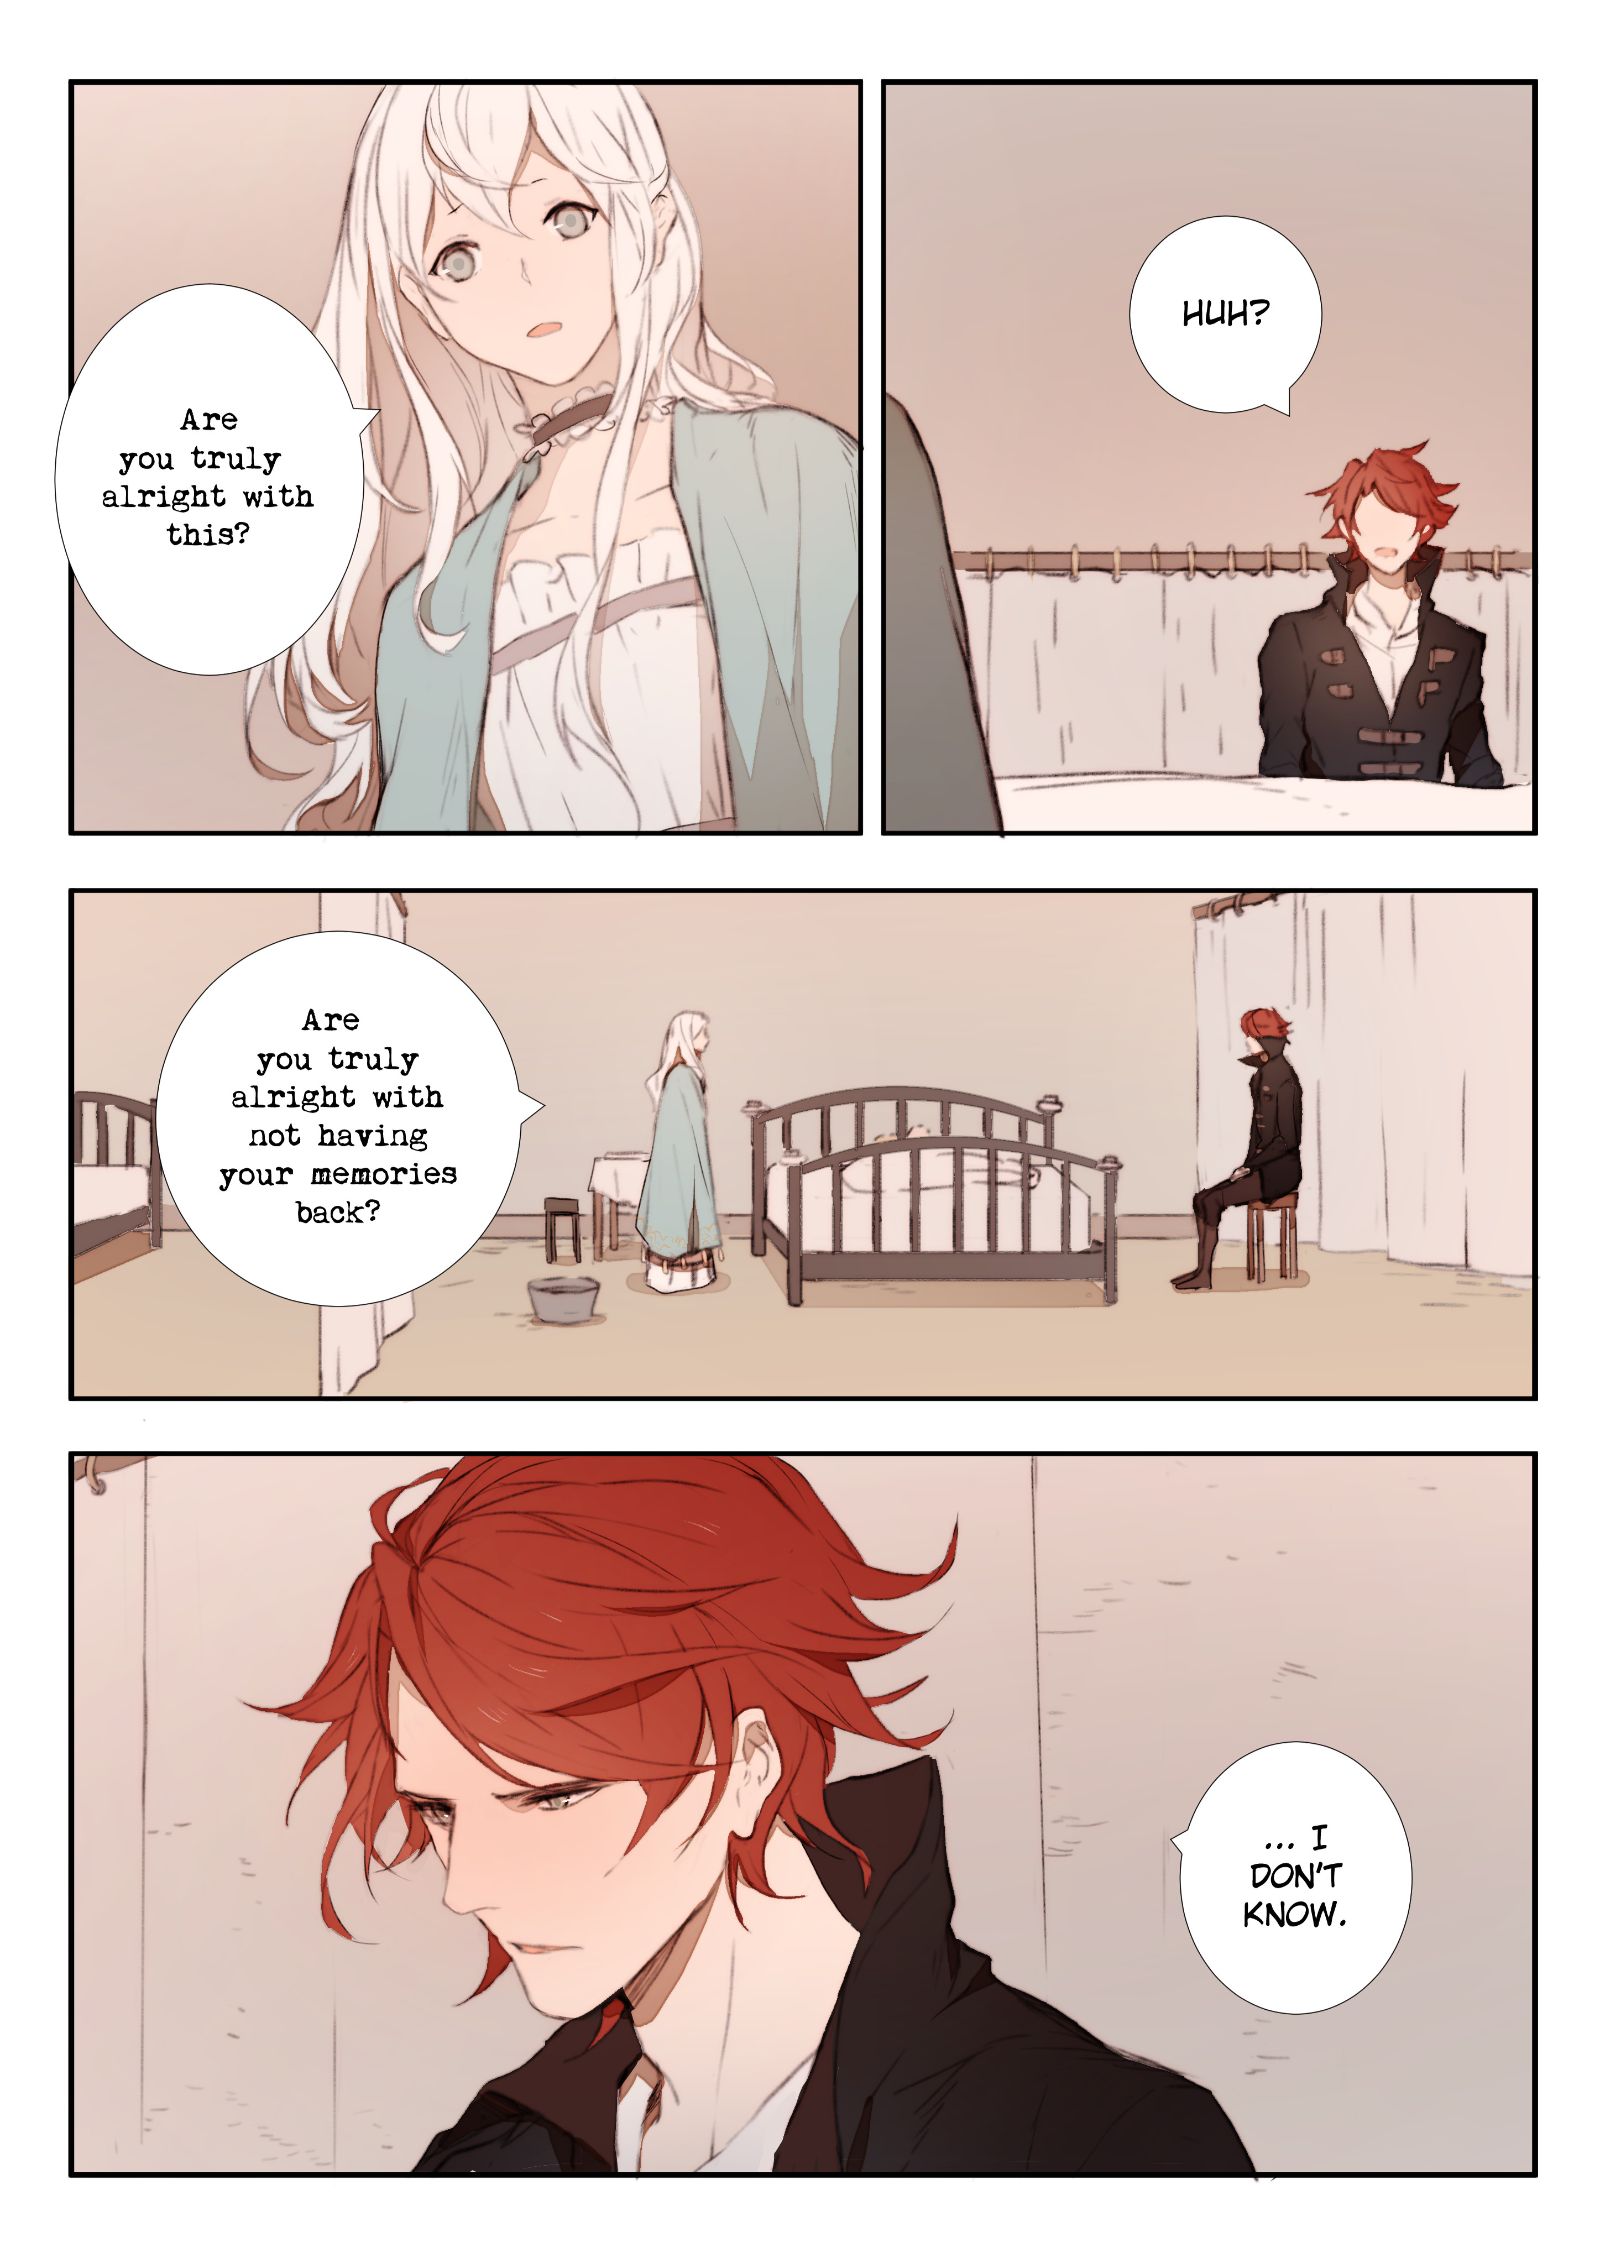 Are
you truly
alright with
this?
HUH?
Are
you truly
alright with
not having
your memories
back?
... I
DON'T
KNOW.